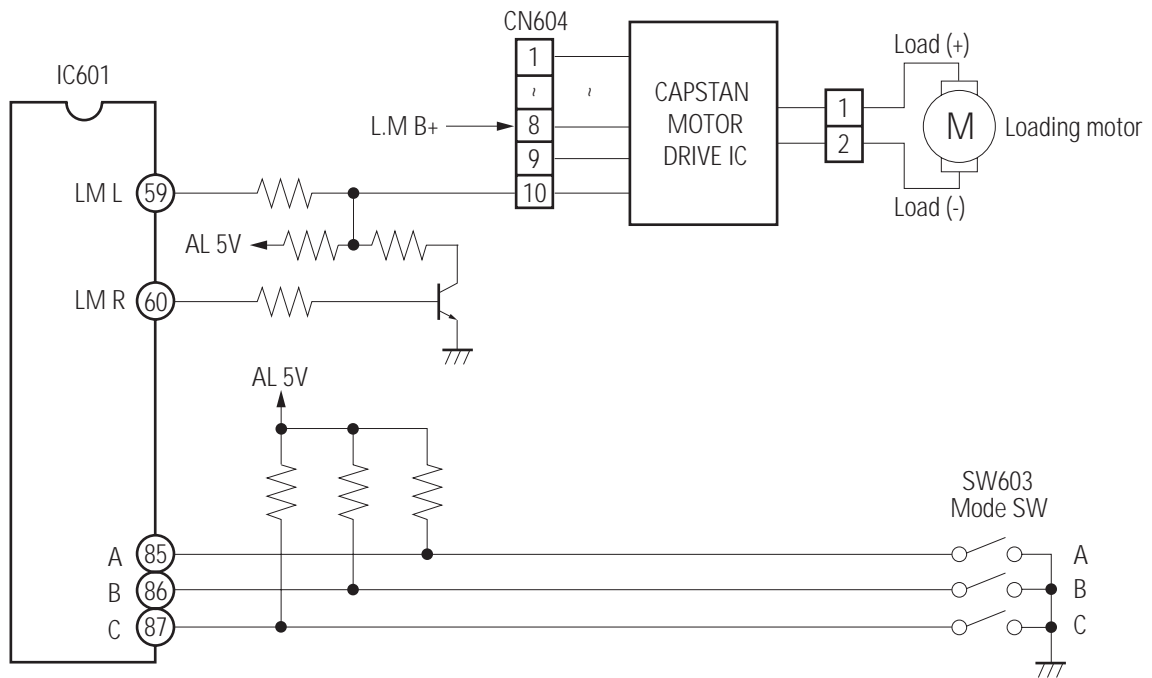 CN604
IC601
1
~
~
L.M B+
8
9
10
CAPSTAN
MOTOR
DRIVE IC
1
2
Load (+)
M
Loading motor
Load (-)
LM L
59
AL 5V
LM R
60
AL 5V
SW603
Mode SW
A
85
A
B
86
B
C
87
C